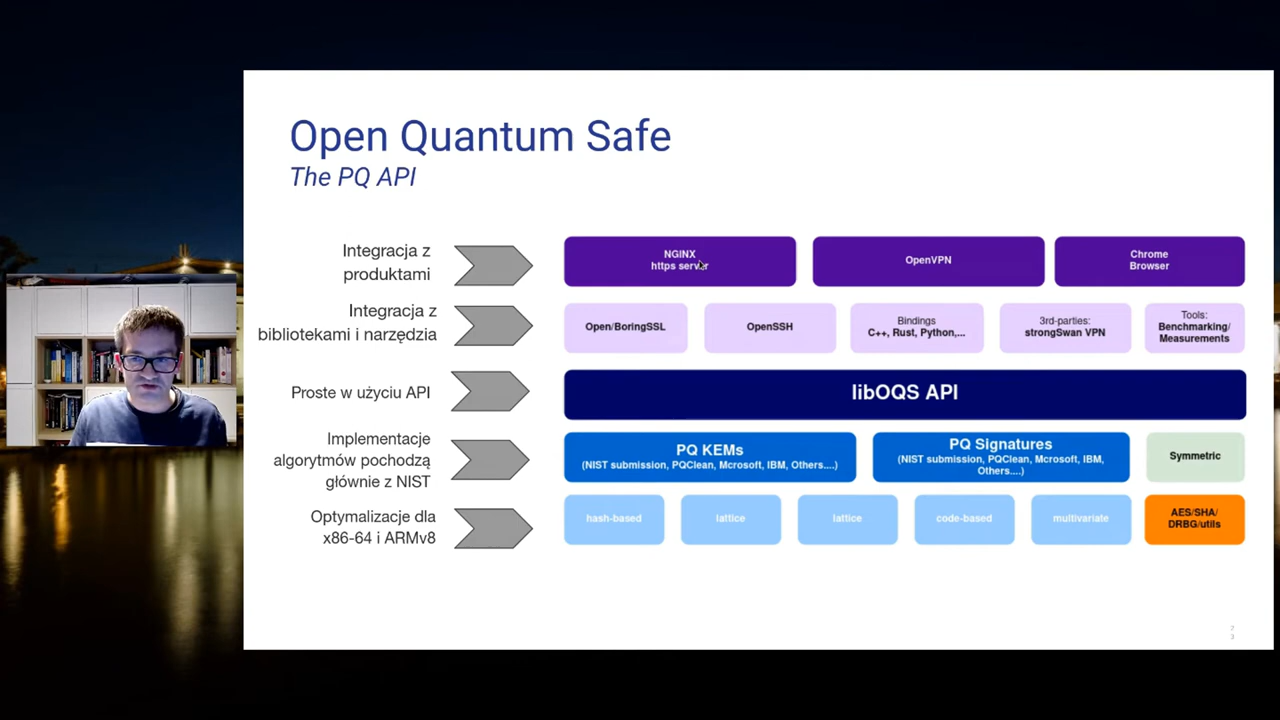 Open Quantum Safe
The PQ API
Integracja z
produktami
NGINX
https server
OpenVPN
Chrome
Browser
Integracja z
bibliotekami i narzędzia
Open/BoringSSL
OpenSSH
Bindings
C++, Rust, Python,...
3rd-parties:
strongSwan VPN
Tools:
Benchmarking/
Measurements
Proste w użyciu API
libOQS API
Implementacje
algorytmów pochodzą
głównie z NIST
PQ KEMs
(NIST submission, PQClean, Mcrosoft, IBM, Others....)
PQ Signatures
(NIST submission, PQClean, Mcrosoft, IBM,
Others....)
Symmetric
Optymalizacje dla
x86-64 i ARMv8
hash-based
lattice
lattice
code-based
multivariate
AES/SHA/
DRBG/utils
7
3